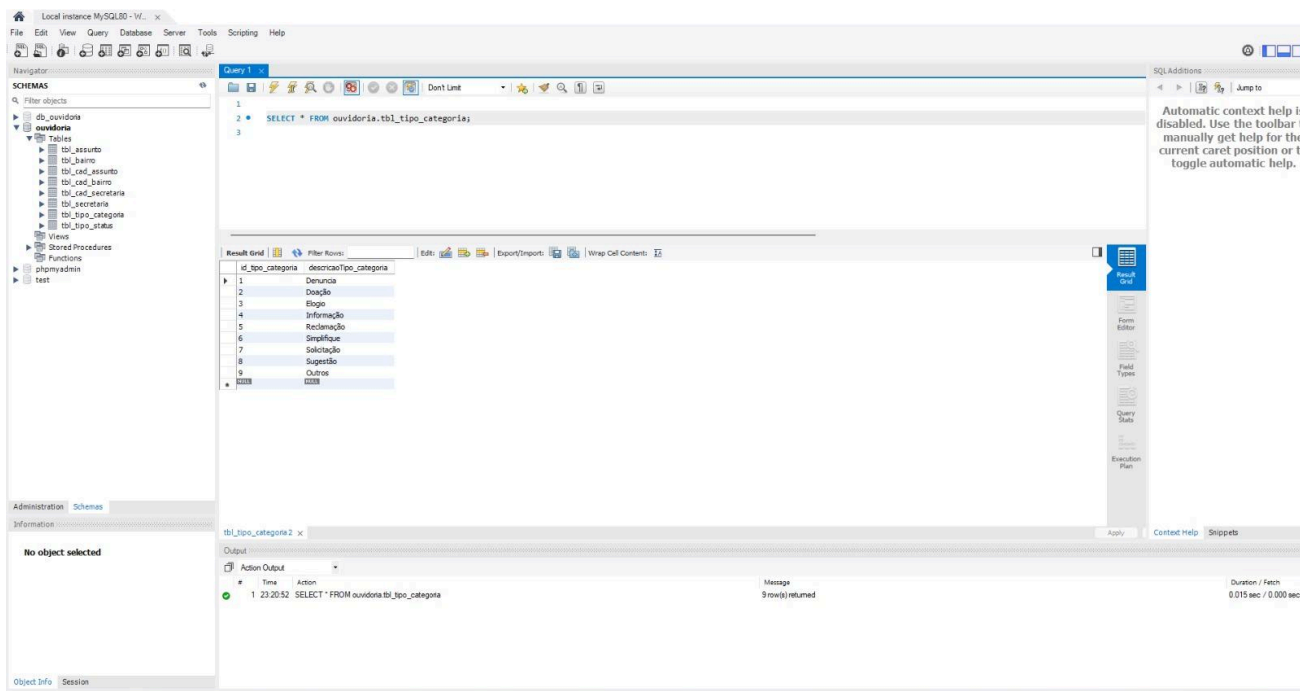 Local instance MySQL80 - W... x
File Edit View Query Database Server Tools Scripting Help
Navigator
SCHEMAS
Filter objects
db_ouvidoria
ouvidoria
Tables
tbl_assunto
tbl_bairro
tbl_cad_assunto
tbl_cad_bairro
tbl_cad_secretaria
tbl_secretaria
tbl_tipo_categoria
tbl_tipo_status
Views
Stored Procedures
Functions
phpmyadmin
test
Administration Schemas
Information
No object selected
Object Info Session
Query 1 x
Don't Limit
1
2 SELECT * FROM ouvidoria.tbl_tipo_categoria;
3
Result Grid Filter Rows: Edit: Export/Import: Wrap Cell Content:
id_tipo_categoria descricaoTipo_categoria
1 Denuncia
2 Doação
3 Elogio
4 Informação
5 Reclamação
6 Simplifique
7 Solicitação
8 Sugestão
9 Outros
NULL NULL
Result
Grid
Form
Editor
Field
Types
Query
Stats
Execution
Plan
tbl_tipo_categoria 2 x
Apply
Output
Action Output
# Time Action Message Duration / Fetch
1 23:20:52 SELECT * FROM ouvidoria.tbl_tipo_categoria 9 row(s) returned 0.015 sec / 0.000 sec
SQLAdditions
Jump to
Automatic context help is
disabled. Use the toolbar
manually get help for the
current caret position or t
toggle automatic help.
Context Help Snippets